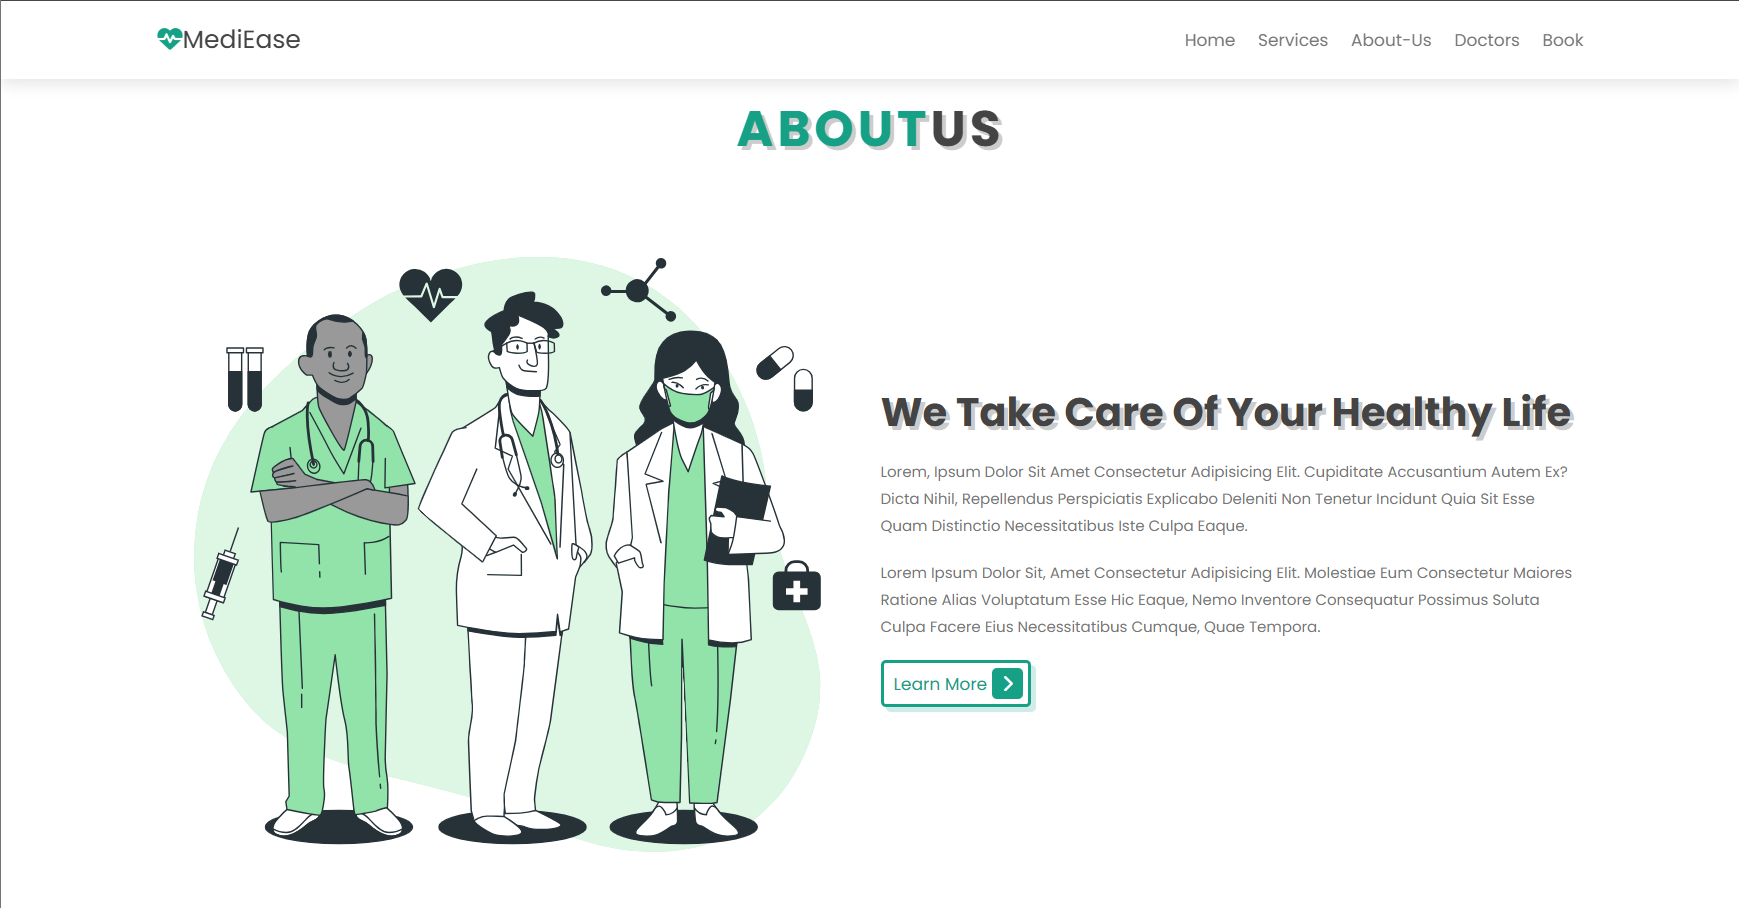 MediEase
Home Services About-Us Doctors Book
ABOUTUS
We Take Care Of Your Healthy Life
Lorem, Ipsum Dolor Sit Amet Consectetur Adipisicing Elit. Cupiditate Accusantium Autem Ex?
Dicta Nihil, Repellendus Perspiciatis Explicabo Deleniti Non Tenetur Incidunt Quia Sit Esse
Quam Distinctio Necessitatibus Iste Culpa Eaque.
Lorem Ipsum Dolor Sit, Amet Consectetur Adipisicing Elit. Molestiae Eum Consectetur Maiores
Ratione Alias Voluptatum Esse Hic Eaque, Nemo Inventore Consequatur Possimus Soluta
Culpa Facere Eius Necessitatibus Cumque, Quae Tempora.
Learn More